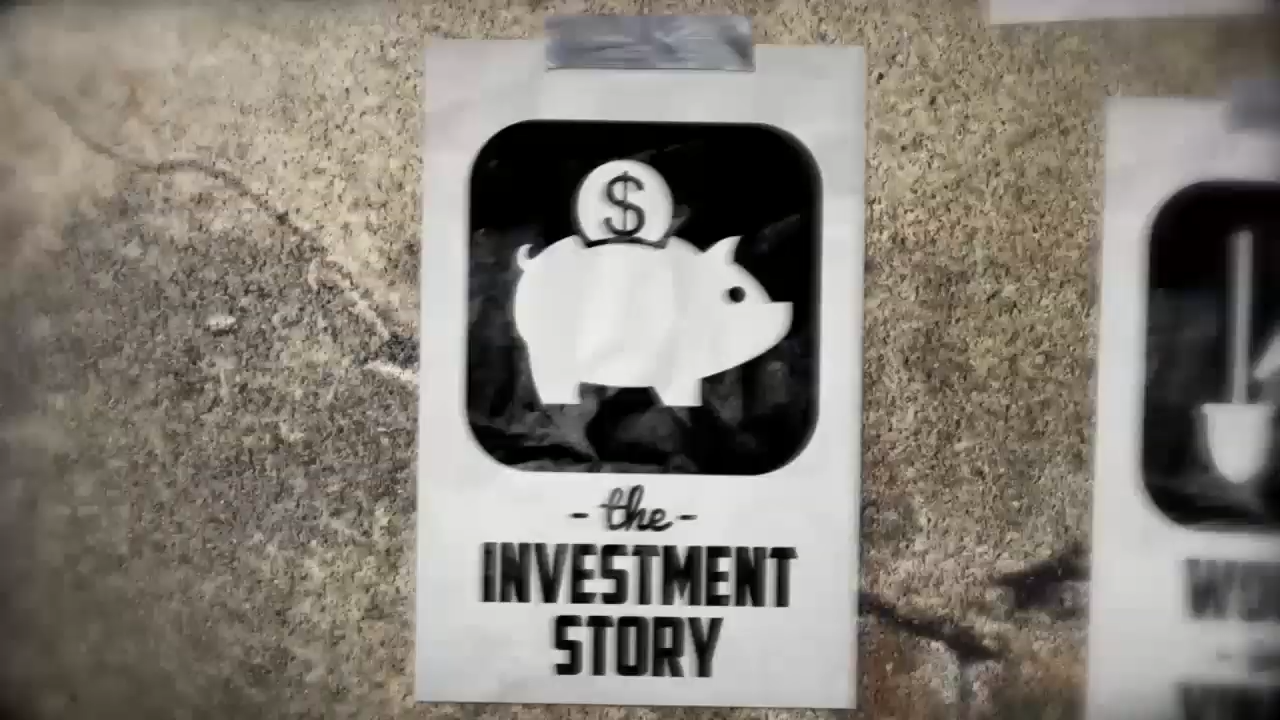 $
- the -
INVESTMENT
STORY